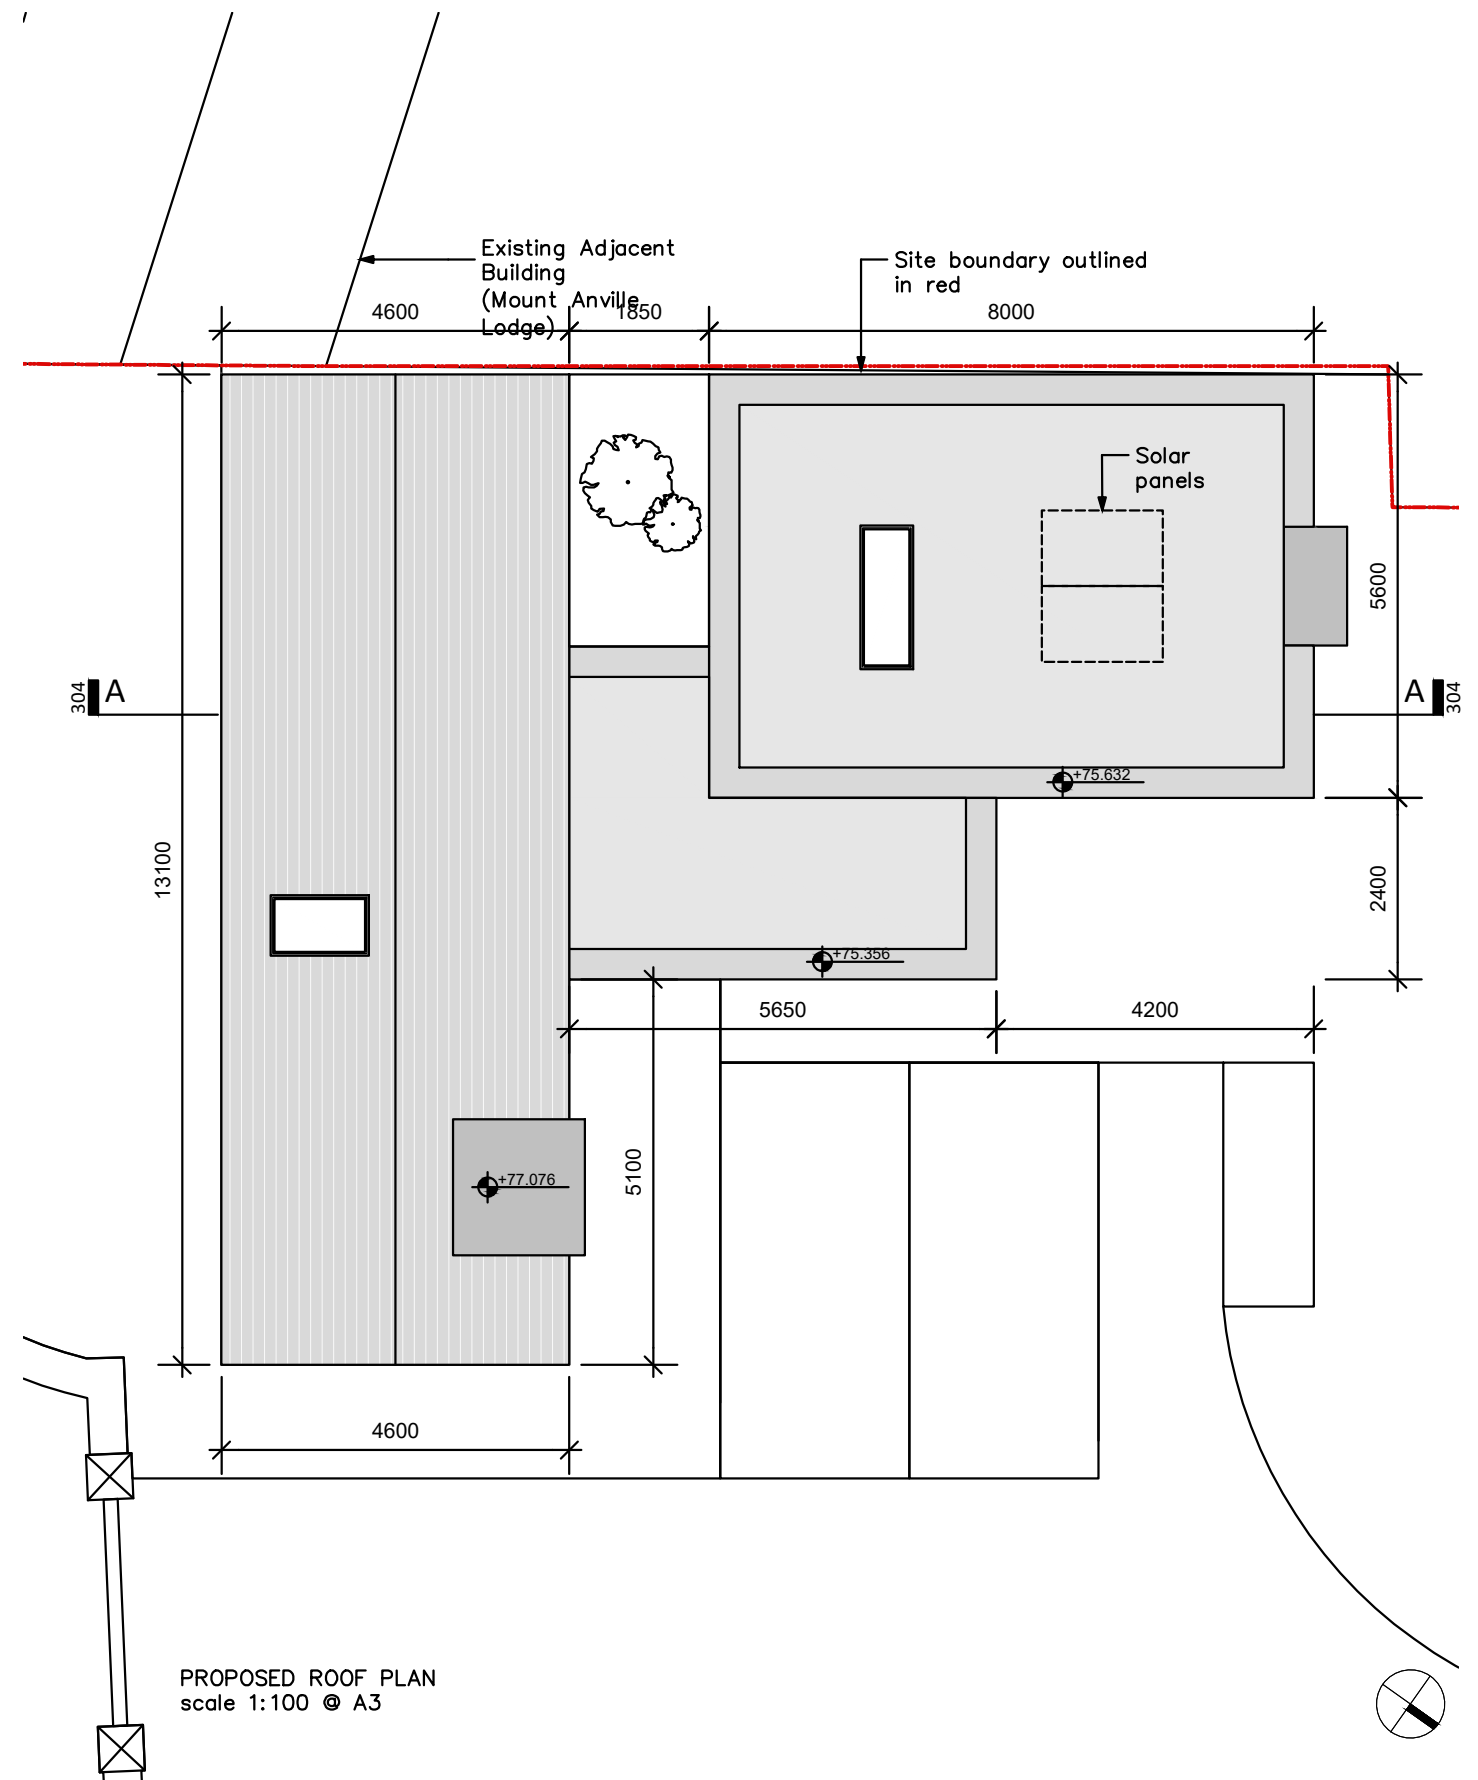 Existing Adjacent
Building
(Mount Anville
Lodge)
Site boundary outlined
in red
4600
1850
8000
Solar
panels
5600
304
A
A
304
+75.632
13100
2400
+75.356
5650
4200
5100
+77.076
4600
PROPOSED ROOF PLAN
scale 1:100 @ A3